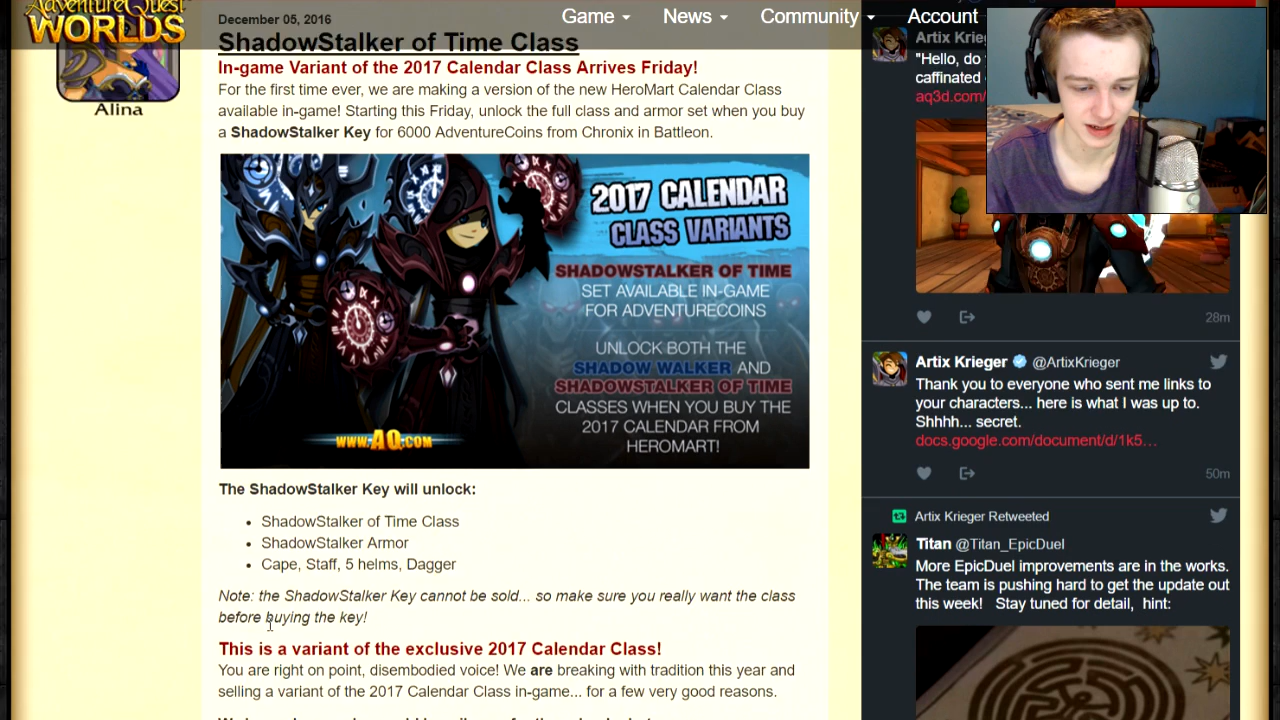 AdventureQuest
WORLDS
Game
News
Community
Account
Alina
December 05, 2016
ShadowStalker of Time Class
In-game Variant of the 2017 Calendar Class Arrives Friday!
For the first time ever, we are making a version of the new HeroMart Calendar Class
available in-game! Starting this Friday, unlock the full class and armor set when you buy
a ShadowStalker Key for 6000 AdventureCoins from Chronix in Battleon.
2017 CALENDAR
CLASS VARIANTS
SHADOWSTALKER OF TIME
SET AVAILABLE IN-GAME
FOR ADVENTURECOINS
UNLOCK BOTH THE
SHADOW WALKER AND
SHADOWSTALKER OF TIME
CLASSES WHEN YOU BUY THE
2017 CALENDAR FROM
HEROMART!
WWW.AQ.COM
The ShadowStalker Key will unlock:
• ShadowStalker of Time Class
• ShadowStalker Armor
• Cape, Staff, 5 helms, Dagger
Note: the ShadowStalker Key cannot be sold... so make sure you really want the class
before buying the key!
This is a variant of the exclusive 2017 Calendar Class!
You are right on point, disembodied voice! We are breaking with tradition this year and
selling a variant of the 2017 Calendar Class in-game... for a few very good reasons.
Artix Krie
"Hello, do
caffinated
aq3d.com/
28m
Artix Krieger @ArtixKrieger
Thank you to everyone who sent me links to
your characters... here is what I was up to.
Shhhh... secret.
docs.google.com/document/d/1k5…
50m
Artix Krieger Retweeted
Titan @Titan_EpicDuel
More EpicDuel improvements are in the works.
The team is pushing hard to get the update out
this week! Stay tuned for detail, hint: